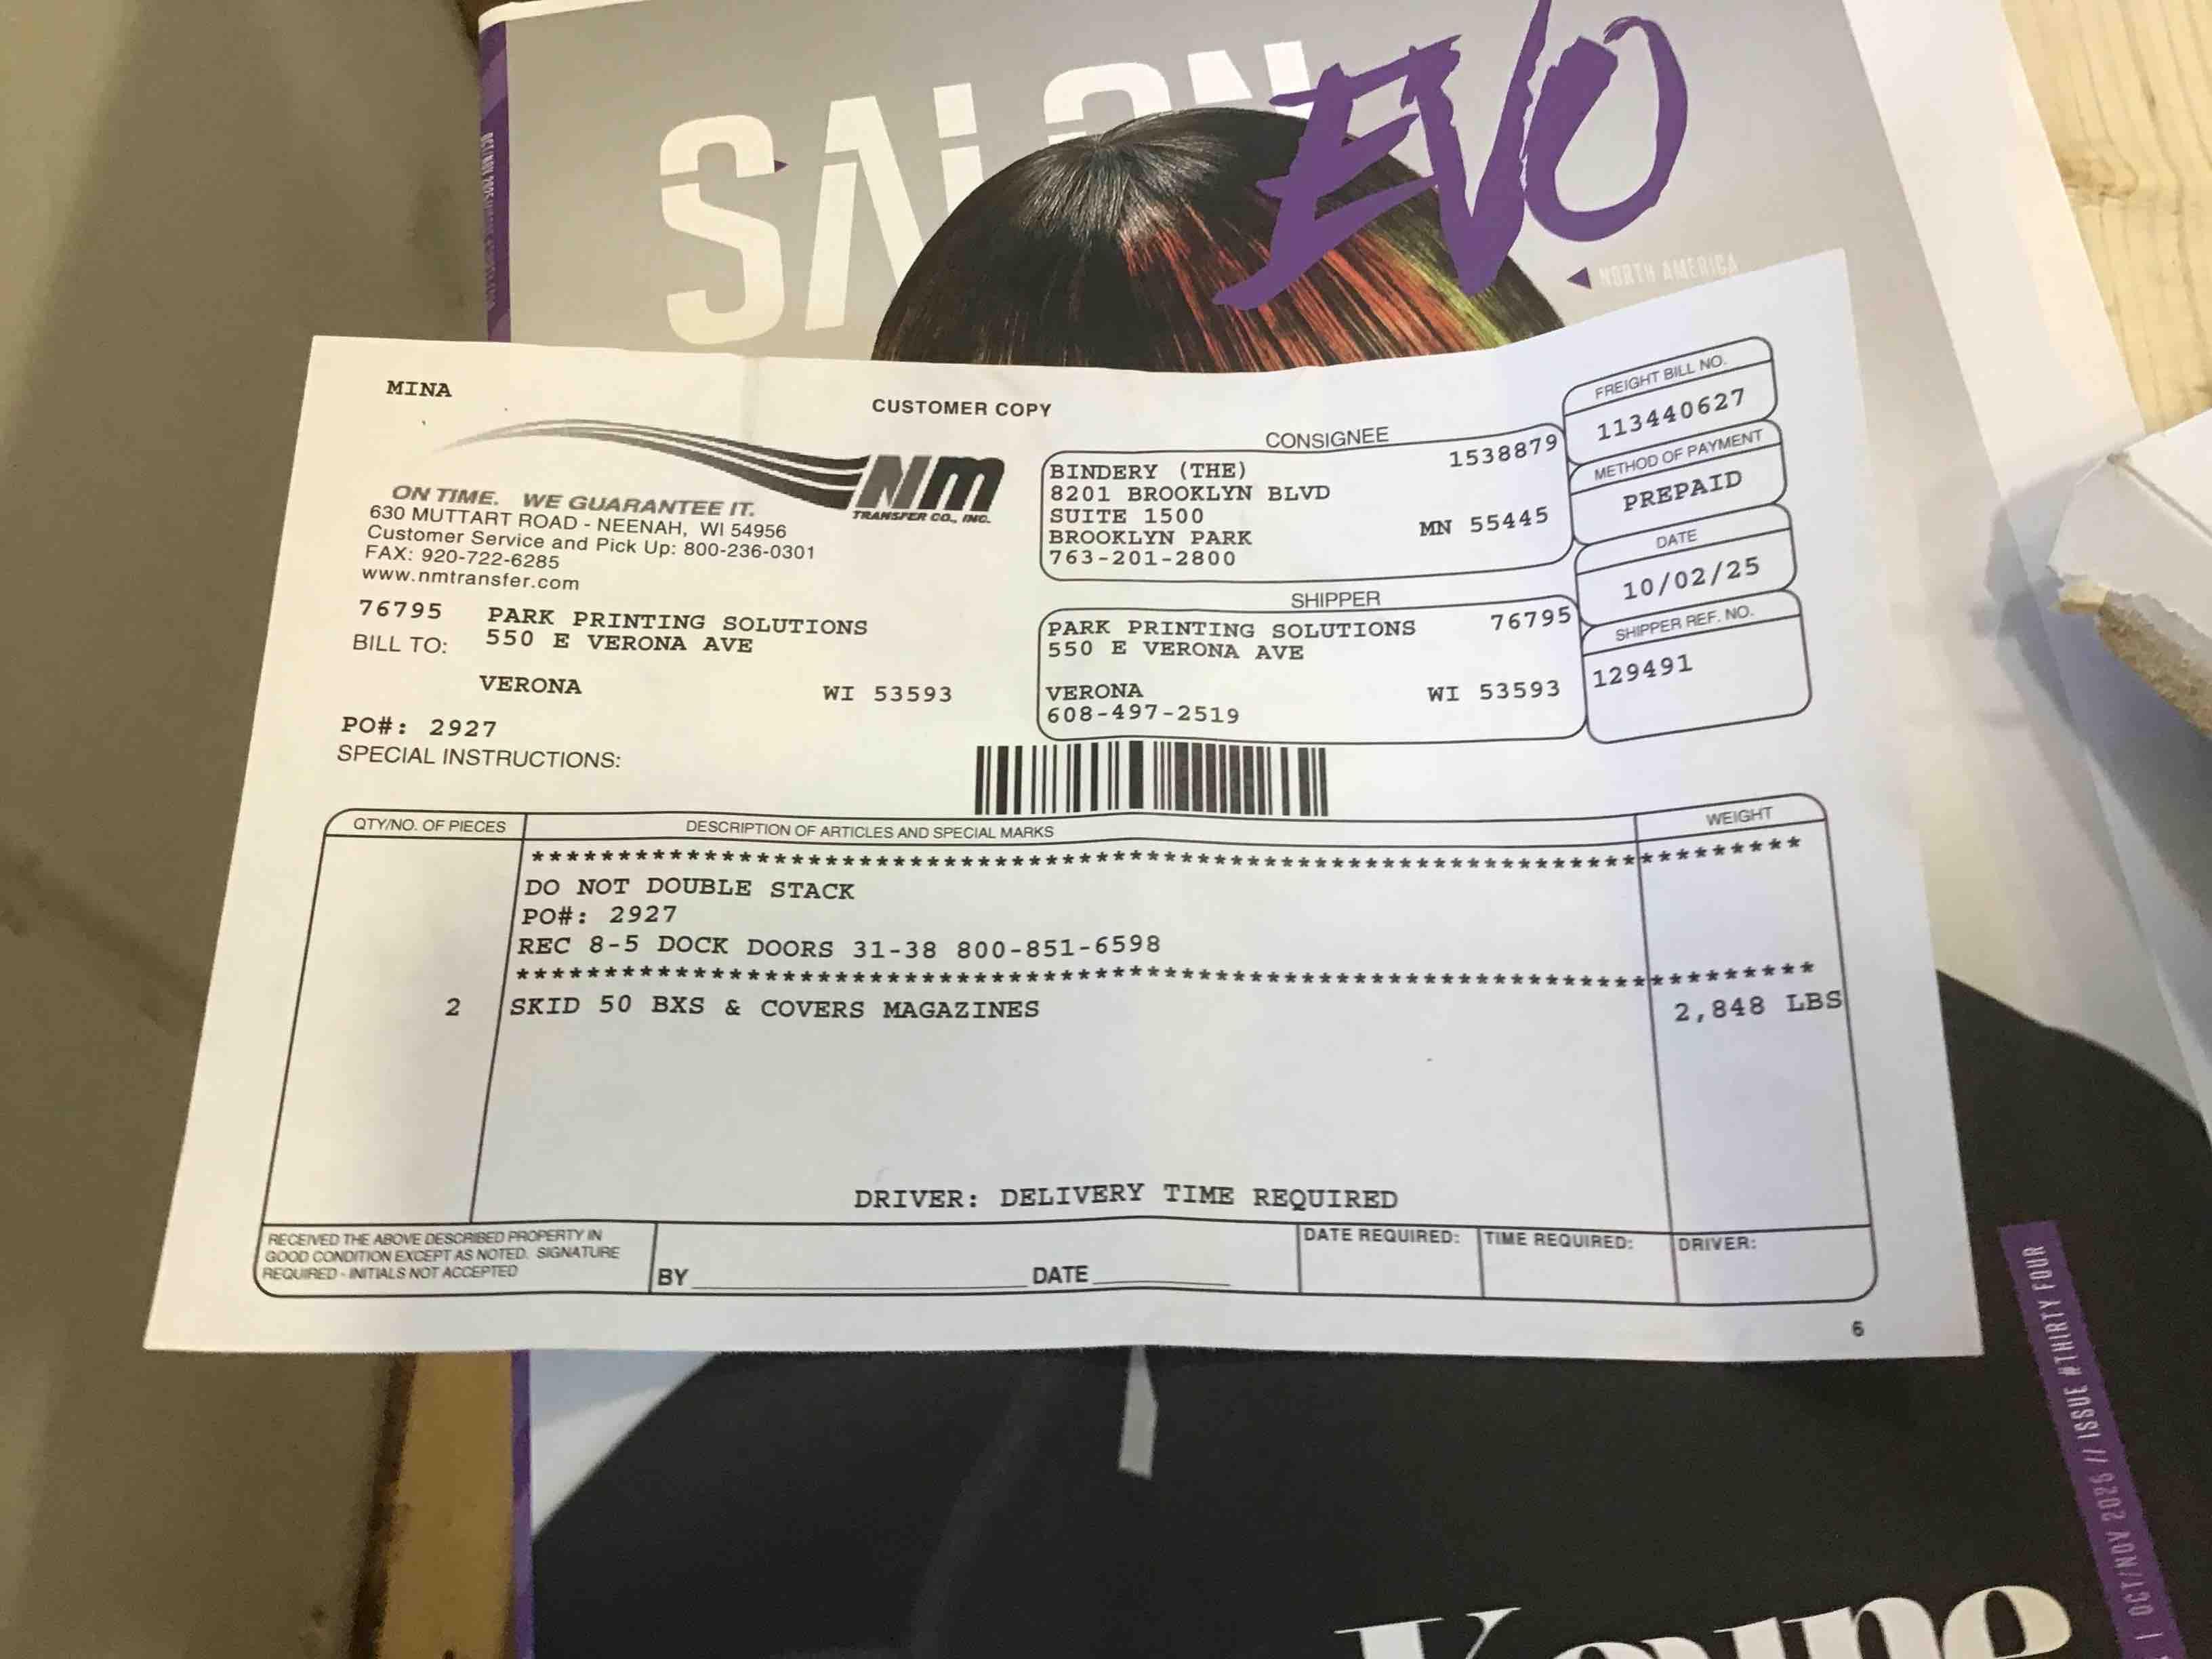 SALON EVO
NORTH AMERICA
MINA
CUSTOMER COPY
NM
TRANSFER CO., INC.
ON TIME. WE GUARANTEE IT.
630 MUTTART ROAD - NEENAH, WI 54956
Customer Service and Pick Up: 800-236-0301
FAX: 920-722-6285
www.nmtransfer.com
CONSIGNEE
BINDERY (THE) 1538879
8201 BROOKLYN BLVD
SUITE 1500
BROOKLYN PARK MN 55445
763-201-2800
FREIGHT BILL NO.
113440627
METHOD OF PAYMENT
PREPAID
DATE
10/02/25
SHIPPER REF. NO.
129491
76795 PARK PRINTING SOLUTIONS
BILL TO: 550 E VERONA AVE
VERONA WI 53593
SHIPPER
PARK PRINTING SOLUTIONS 76795
550 E VERONA AVE
VERONA WI 53593
608-497-2519
PO#: 2927
SPECIAL INSTRUCTIONS:
QTY/NO. OF PIECES DESCRIPTION OF ARTICLES AND SPECIAL MARKS WEIGHT
DO NOT DOUBLE STACK
PO#: 2927
REC 8-5 DOCK DOORS 31-38 800-851-6598
2 SKID 50 BXS & COVERS MAGAZINES 2,848 LBS
DRIVER: DELIVERY TIME REQUIRED
RECEIVED THE ABOVE DESCRIBED PROPERTY IN
GOOD CONDITION EXCEPT AS NOTED. SIGNATURE
REQUIRED - INITIALS NOT ACCEPTED
BY DATE
DATE REQUIRED: TIME REQUIRED: DRIVER:
6
OCT/NOV 2025 // ISSUE #THIRTY FOUR